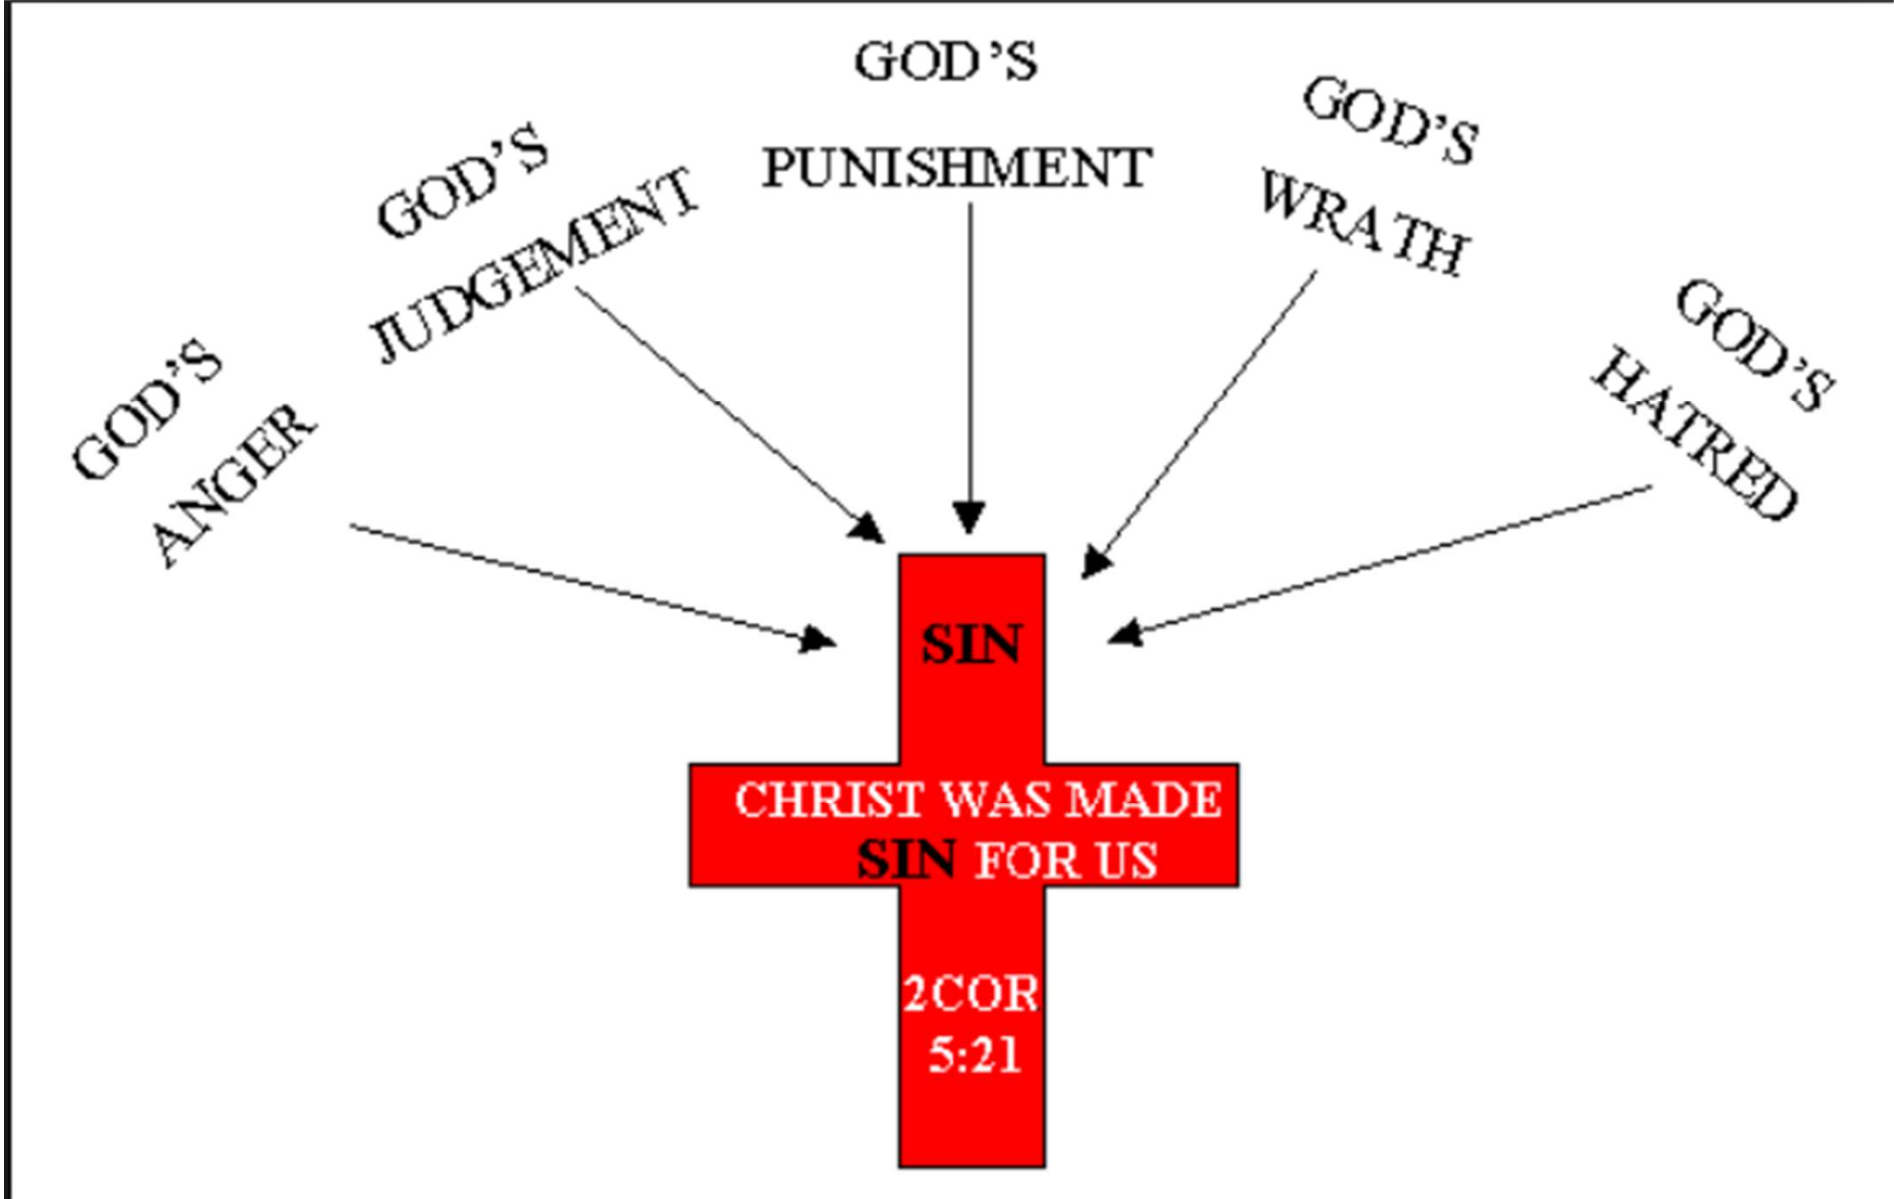 GOD'S
ANGER
GOD'S
JUDGEMENT
GOD'S
PUNISHMENT
GOD'S
WRATH
GOD'S
HATRED
SIN
CHRIST WAS MADE
SIN FOR US
2COR
5:21